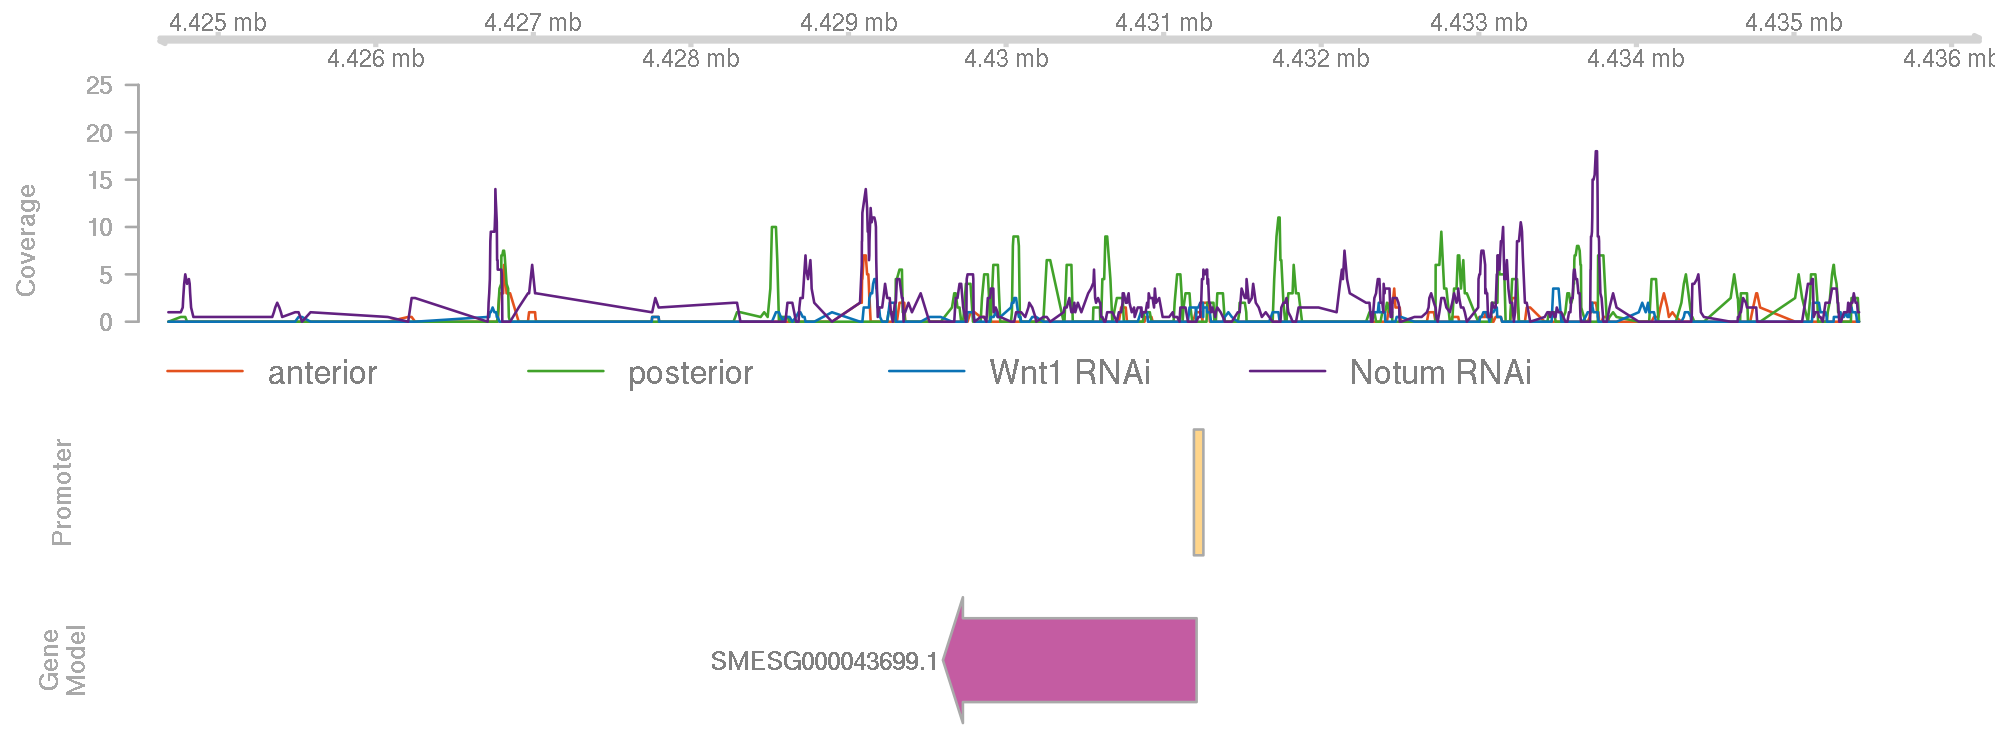 4.425 mb 4.427 mb 4.429 mb 4.431 mb 4.433 mb 4.435 mb
4.426 mb 4.428 mb 4.43 mb 4.432 mb 4.434 mb 4.436 mb
Coverage
25
20
15
10
5
0
anterior posterior Wnt1 RNAi Notum RNAi
Promoter
Gene
Model
SMESG000043699.1